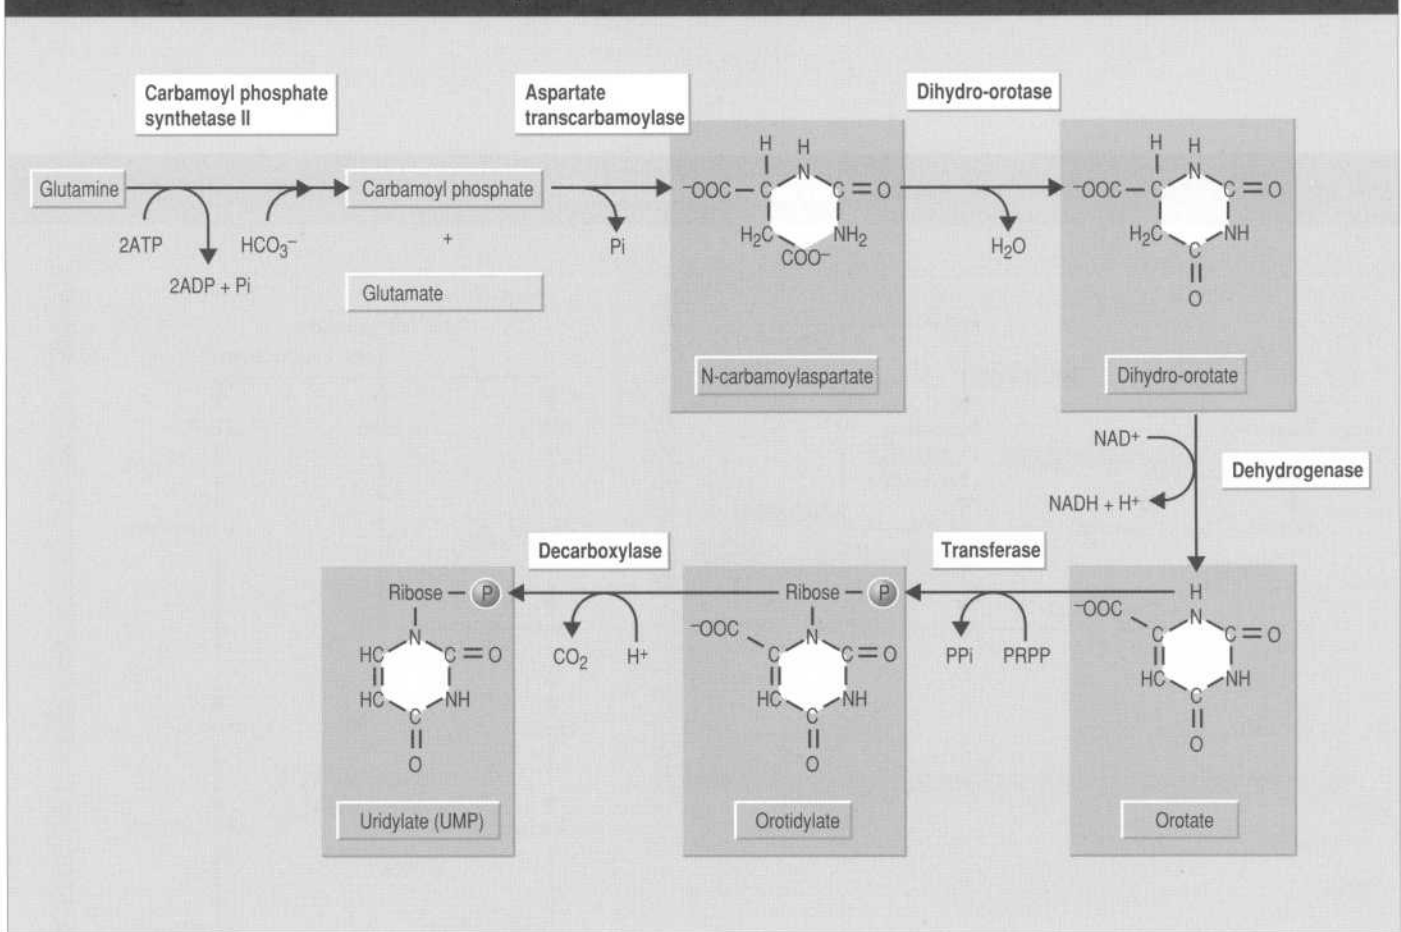 Carbamoyl phosphate
synthetase II
Aspartate
transcarbamoylase
Dihydro-orotase
Glutamine
2ATP
2ADP + Pi
HCO₃⁻
Carbamoyl phosphate
+
Glutamate
Pi
H H
N
⁻OOC C C O
H₂C NH₂
COO⁻
N-carbamoylaspartate
H₂O
H H
N
⁻OOC C C O
H₂C NH
C
O
Dihydro-orotate
NAD⁺
NADH + H⁺
Dehydrogenase
H
⁻OOC N
C C O
HC NH
C
O
Orotate
Transferase
PPi PRPP
Ribose P
⁻OOC N
C C O
HC NH
C
O
Orotidylate
Decarboxylase
CO₂ H⁺
Ribose P
N
HC C O
HC NH
C
O
Uridylate (UMP)